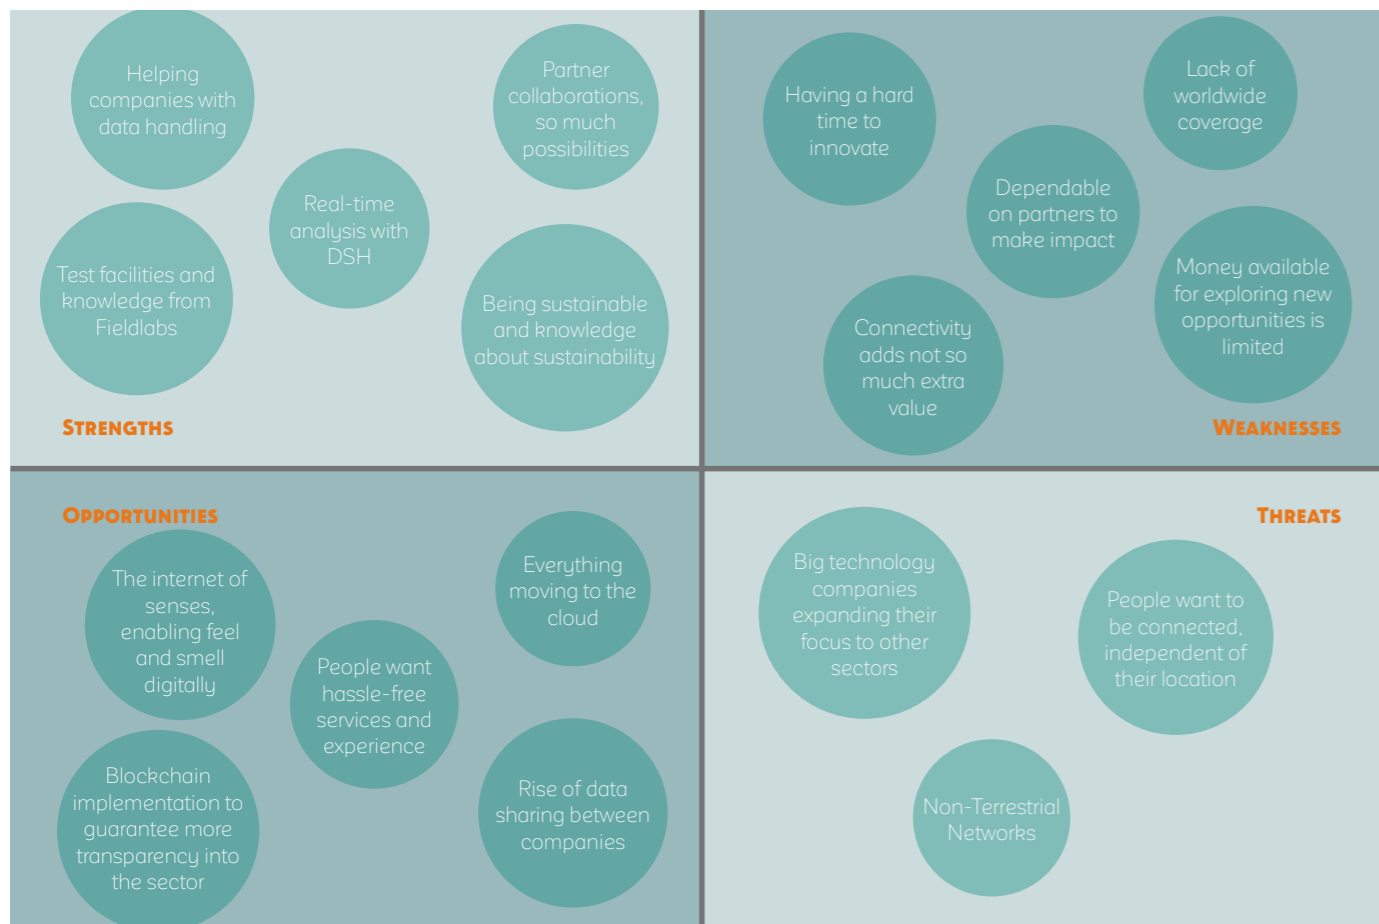 Helping
companies with
data handling
Partner
collaborations,
so much
possibilities
Real-time
analysis with
DSH
Test facilities and
knowledge from
Fieldlabs
Being sustainable
and knowledge
about sustainability
STRENGTHS
Having a hard
time to
innovate
Lack of
worldwide
coverage
Dependable
on partners to
make impact
Money available
for exploring new
opportunities is
limited
Connectivity
adds not so
much extra
value
WEAKNESSES
OPPORTUNITIES
The internet of
senses,
enabling feel
and smell
digitally
Everything
moving to the
cloud
People want
hassle-free
services and
experience
Blockchain
implementation to
guarantee more
transparency into
the sector
Rise of data
sharing between
companies
THREATS
Big technology
companies
expanding their
focus to other
sectors
People want to
be connected,
independent of
their location
Non-Terrestrial
Networks